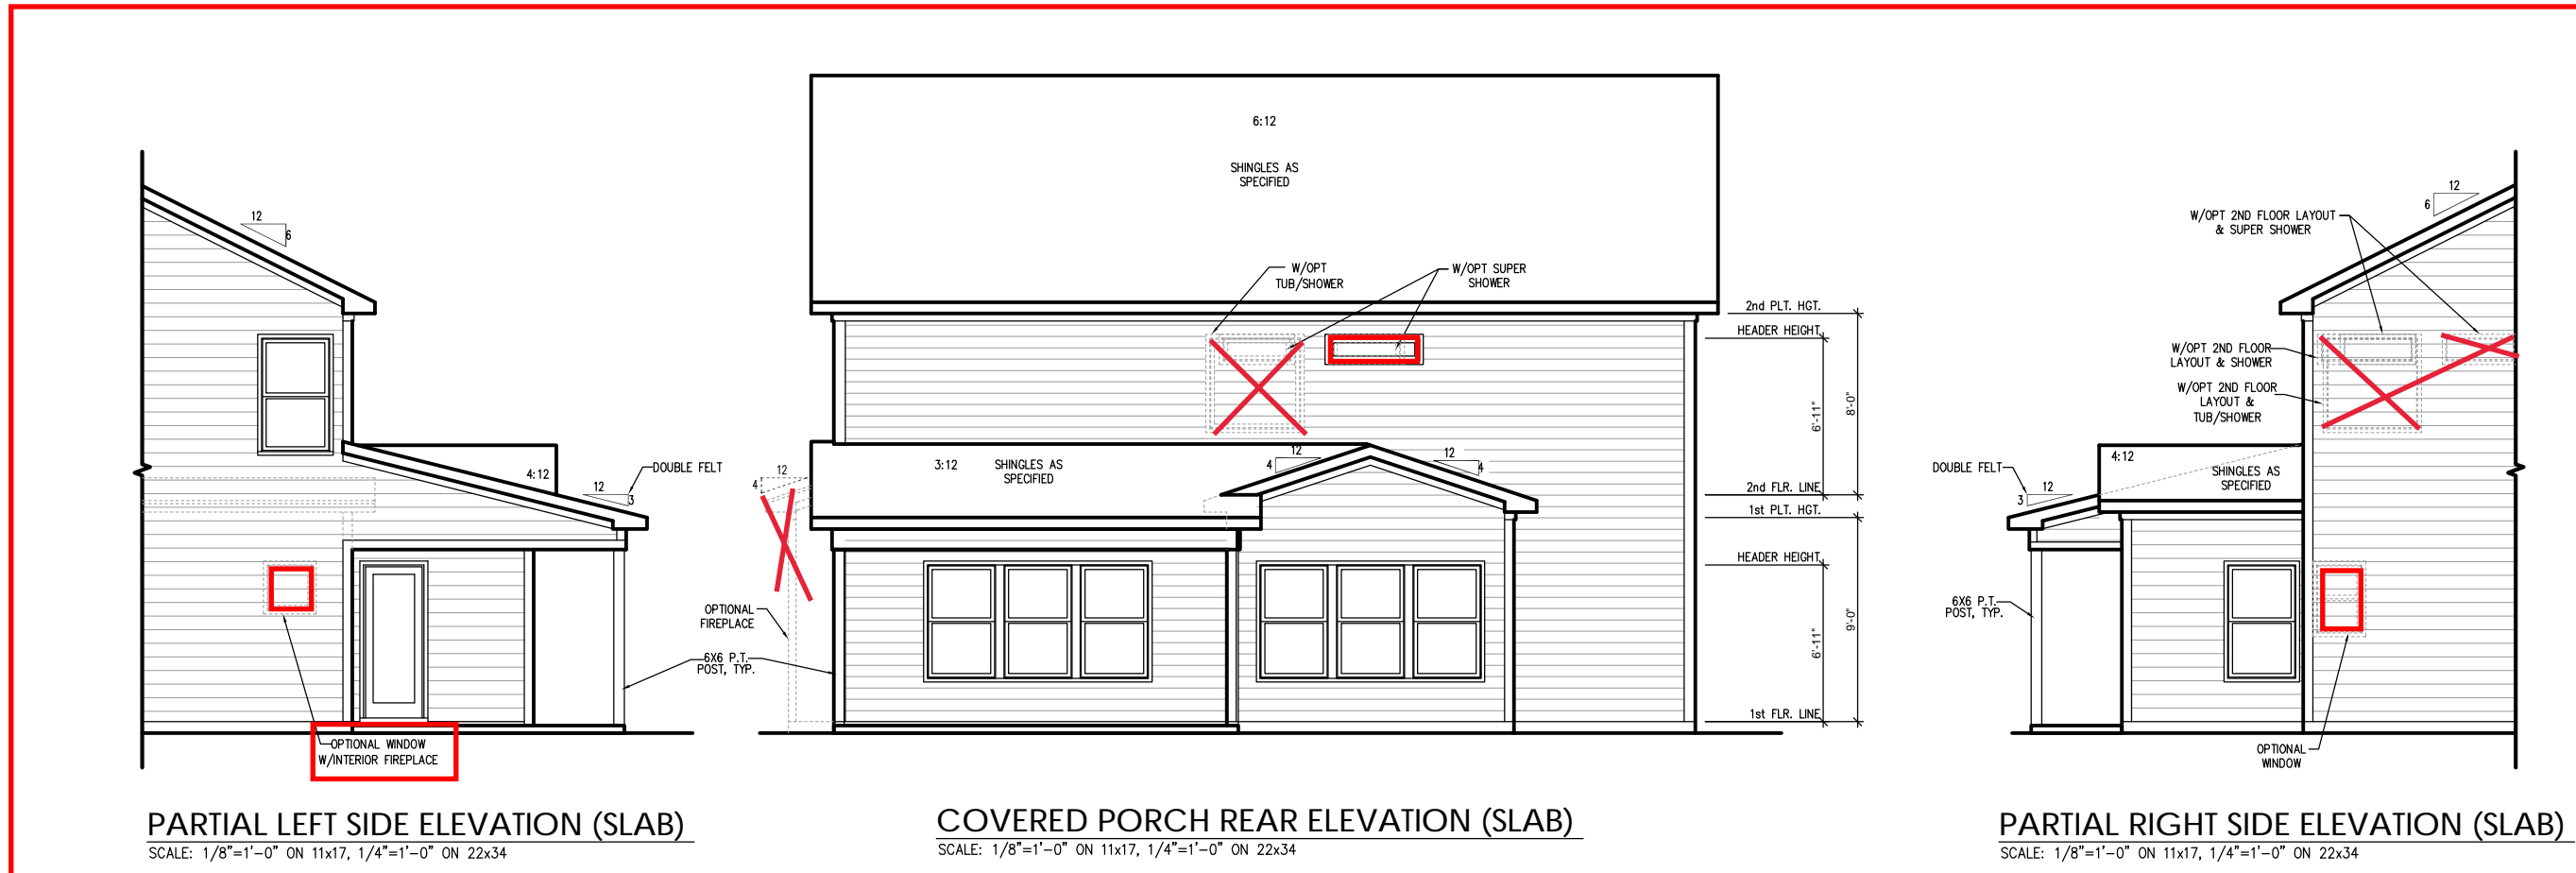 12
6
4:12
DOUBLE FELT
12
3
OPTIONAL WINDOW
W/INTERIOR FIREPLACE
PARTIAL LEFT SIDE ELEVATION (SLAB)
SCALE: 1/8"=1'-0" ON 11x17, 1/4"=1'-0" ON 22x34
6:12
SHINGLES AS
SPECIFIED
W/OPT
TUB/SHOWER
W/OPT SUPER
SHOWER
2nd PLT. HGT.
HEADER HEIGHT
6'-11"
8'-0"
3:12
SHINGLES AS
SPECIFIED
12
4
12
4
12
4
2nd FLR. LINE
1st PLT. HGT.
HEADER HEIGHT
OPTIONAL
FIREPLACE
6X6 P.T.
POST, TYP.
6'-11"
9'-0"
1st FLR. LINE
COVERED PORCH REAR ELEVATION (SLAB)
SCALE: 1/8"=1'-0" ON 11x17, 1/4"=1'-0" ON 22x34
12
6
W/OPT 2ND FLOOR LAYOUT
& SUPER SHOWER
W/OPT 2ND FLOOR
LAYOUT & SHOWER
W/OPT 2ND FLOOR
LAYOUT &
TUB/SHOWER
4:12
SHINGLES AS
SPECIFIED
DOUBLE FELT
12
3
6X6 P.T.
POST, TYP.
OPTIONAL
WINDOW
PARTIAL RIGHT SIDE ELEVATION (SLAB)
SCALE: 1/8"=1'-0" ON 11x17, 1/4"=1'-0" ON 22x34